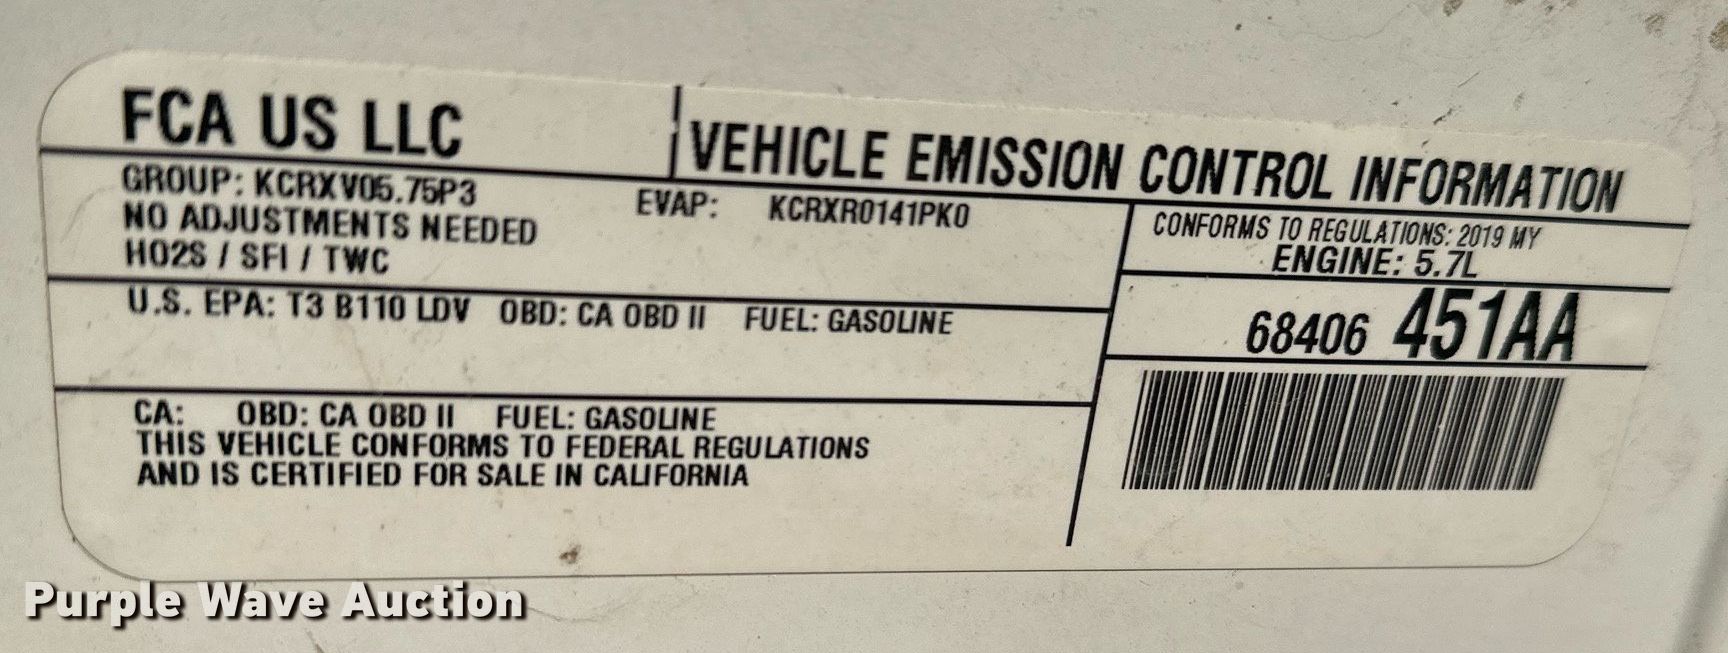 FCA US LLC
VEHICLE EMISSION CONTROL INFORMATION
GROUP: KCRXV05.75P3
EVAP: KCRXR0141PK0
NO ADJUSTMENTS NEEDED
HO2S / SFI / TWC
CONFORMS TO REGULATIONS: 2019 MY
ENGINE: 5.7L
U.S. EPA: T3 B110 LDV OBD: CA OBD II FUEL: GASOLINE
68406 451AA
CA: OBD: CA OBD II FUEL: GASOLINE
THIS VEHICLE CONFORMS TO FEDERAL REGULATIONS
AND IS CERTIFIED FOR SALE IN CALIFORNIA
Purple Wave Auction